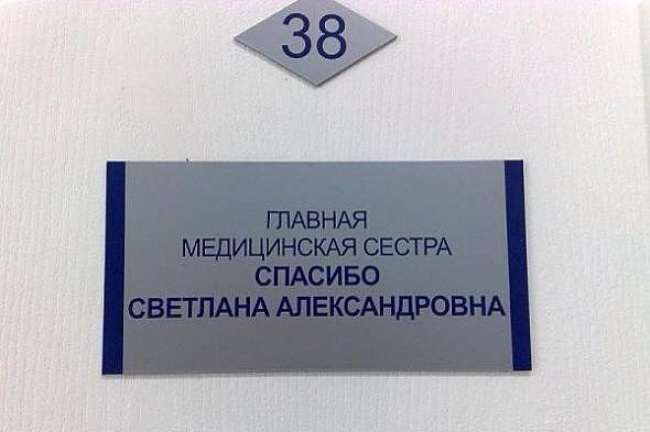 38
ГЛАВНАЯ
МЕДИЦИНСКАЯ СЕСТРА
СПАСИБО
СВЕТЛАНА АЛЕКСАНДРОВНА